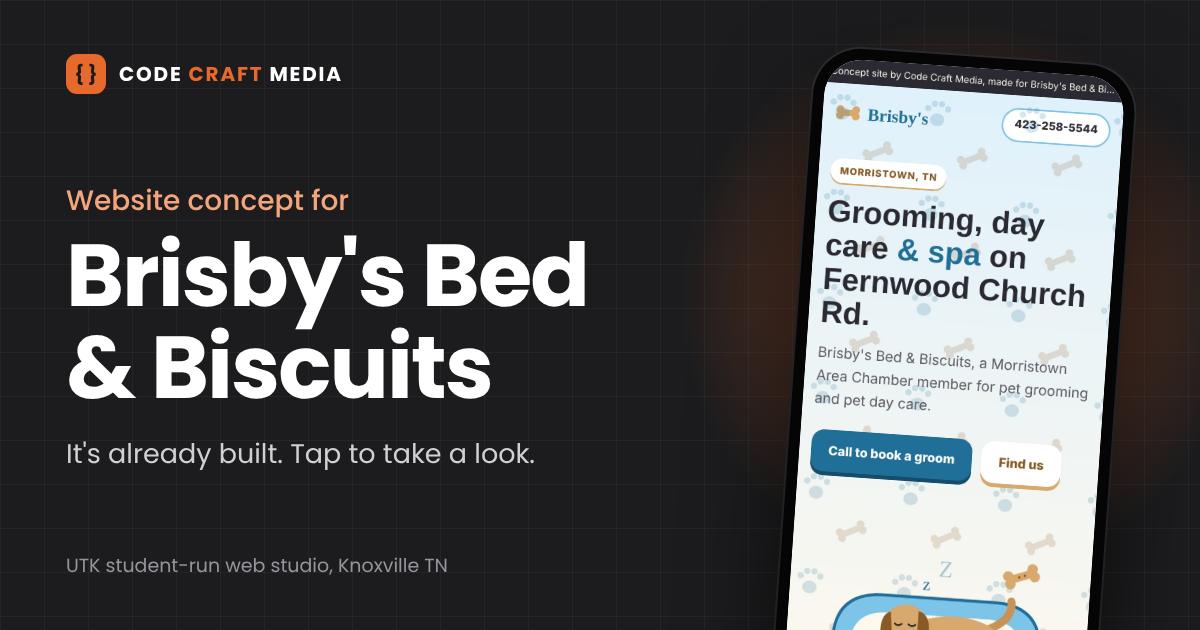 { } CODE CRAFT MEDIA
Website concept for
Brisby's Bed
& Biscuits
It's already built. Tap to take a look.
UTK student-run web studio, Knoxville TN
Concept site by Code Craft Media, made for Brisby's Bed & Bi...
Brisby's
423-258-5544
MORRISTOWN, TN
Grooming, day
care & spa on
Fernwood Church
Rd.
Brisby's Bed & Biscuits, a Morristown
Area Chamber member for pet grooming
and pet day care.
Call to book a groom
Find us
Z
z